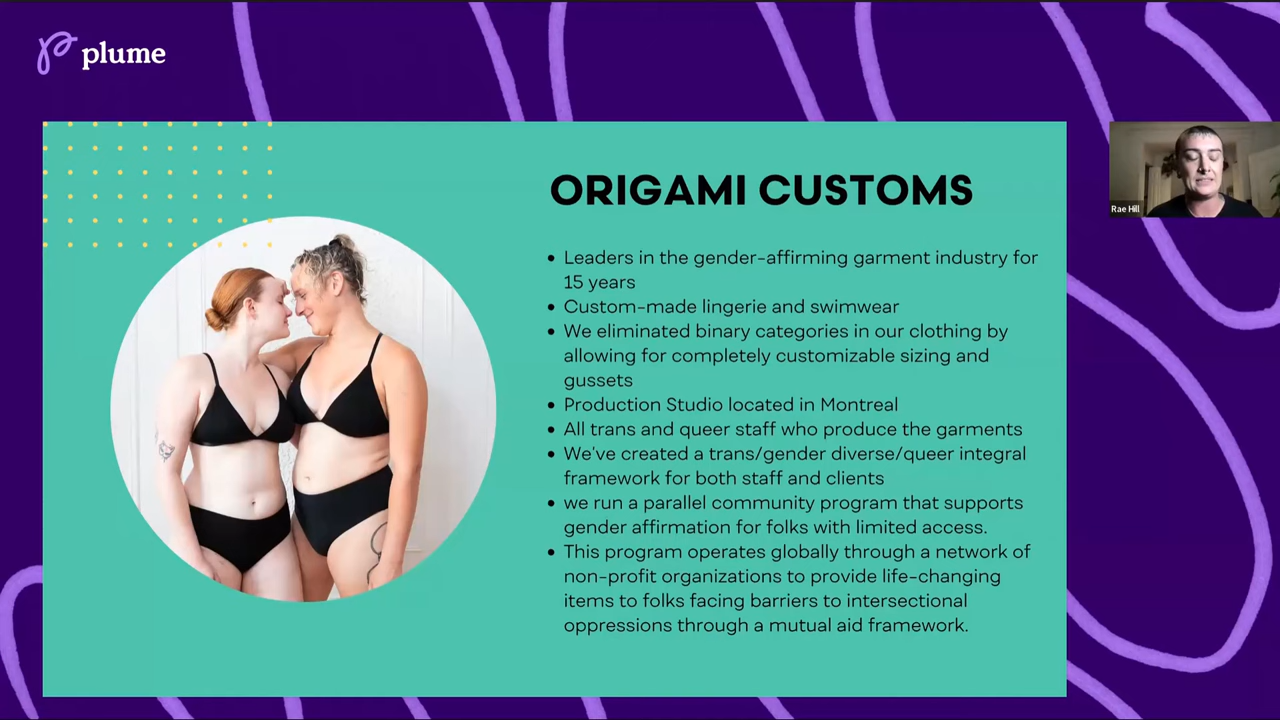 plume
ORIGAMI CUSTOMS
• Leaders in the gender-affirming garment industry for
15 years
• Custom-made lingerie and swimwear
• We eliminated binary categories in our clothing by
allowing for completely customizable sizing and
gussets
• Production Studio located in Montreal
• All trans and queer staff who produce the garments
• We've created a trans/gender diverse/queer integral
framework for both staff and clients
• we run a parallel community program that supports
gender affirmation for folks with limited access.
• This program operates globally through a network of
non-profit organizations to provide life-changing
items to folks facing barriers to intersectional
oppressions through a mutual aid framework.
Rae Hill